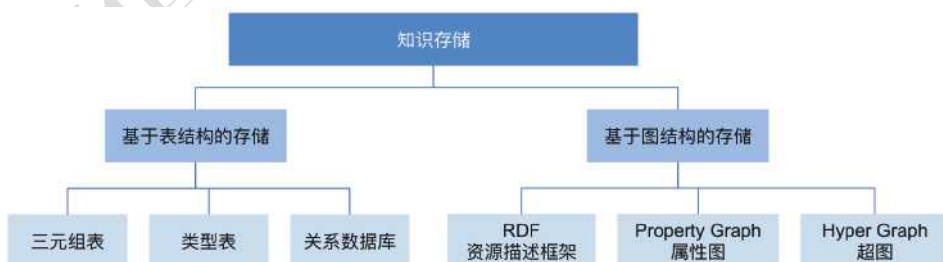 知识存储
基于表结构的存储
基于图结构的存储
三元组表
类型表
关系数据库
RDF
资源描述框架
Property Graph
属性图
Hyper Graph
超图